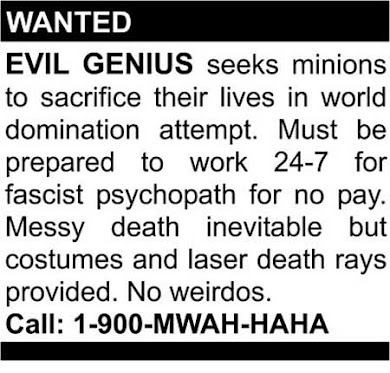 WANTED
EVIL GENIUS seeks minions
to sacrifice their lives in world
domination attempt. Must be
prepared to work 24-7 for
fascist psychopath for no pay.
Messy death inevitable but
costumes and laser death rays
provided. No weirdos.
Call: 1-900-MWAH-HAHA